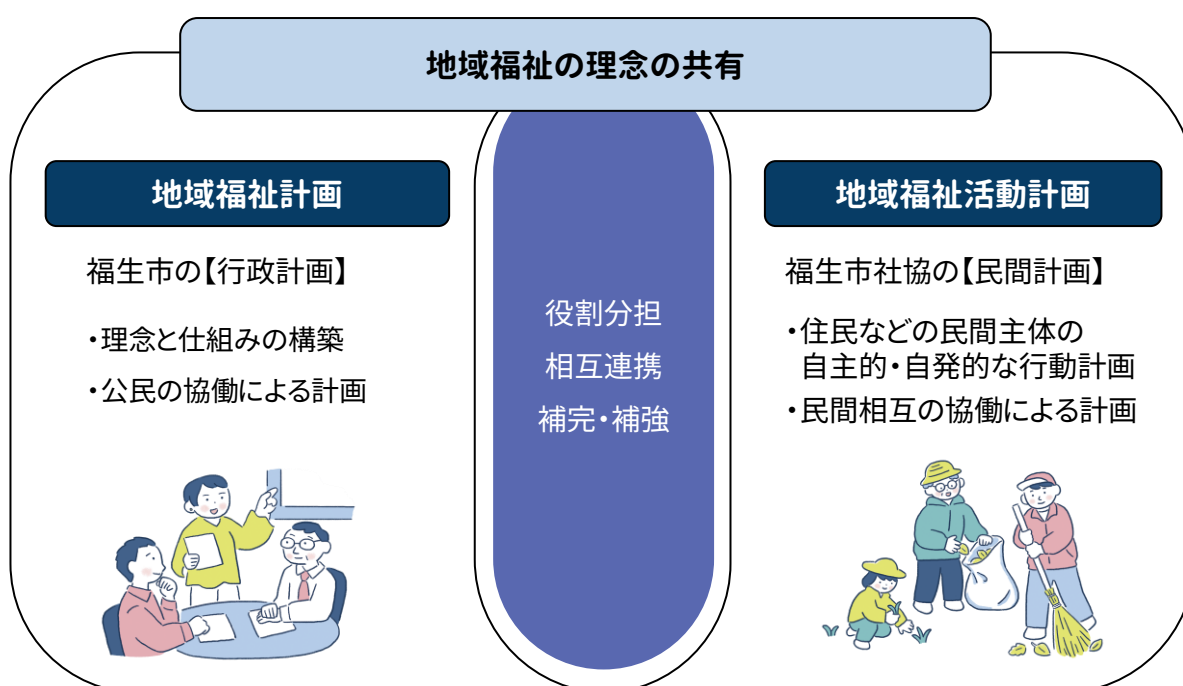 地域福祉の理念の共有
地域福祉計画
福生市の【行政計画】
・理念と仕組みの構築
・公民の協働による計画
役割分担
相互連携
補完・補強
地域福祉活動計画
福生市社協の【民間計画】
・住民などの民間主体の
自主的・自発的な行動計画
・民間相互の協働による計画